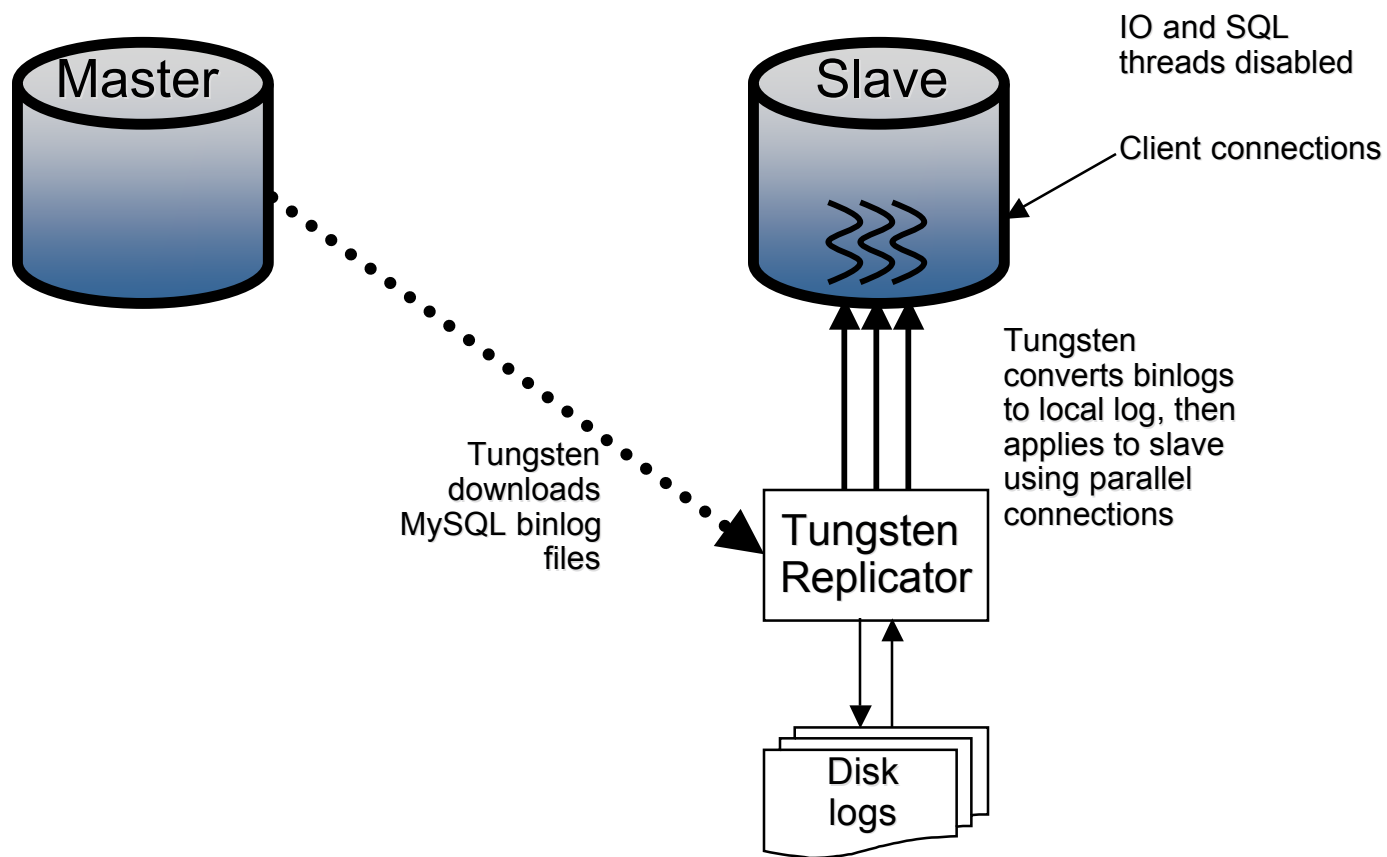 Master
Slave
IO and SQL
threads disabled
Client connections
Tungsten
converts binlogs
to local log, then
applies to slave
using parallel
connections
Tungsten
downloads
MySQL binlog
files
Tungsten
Replicator
Disk
logs